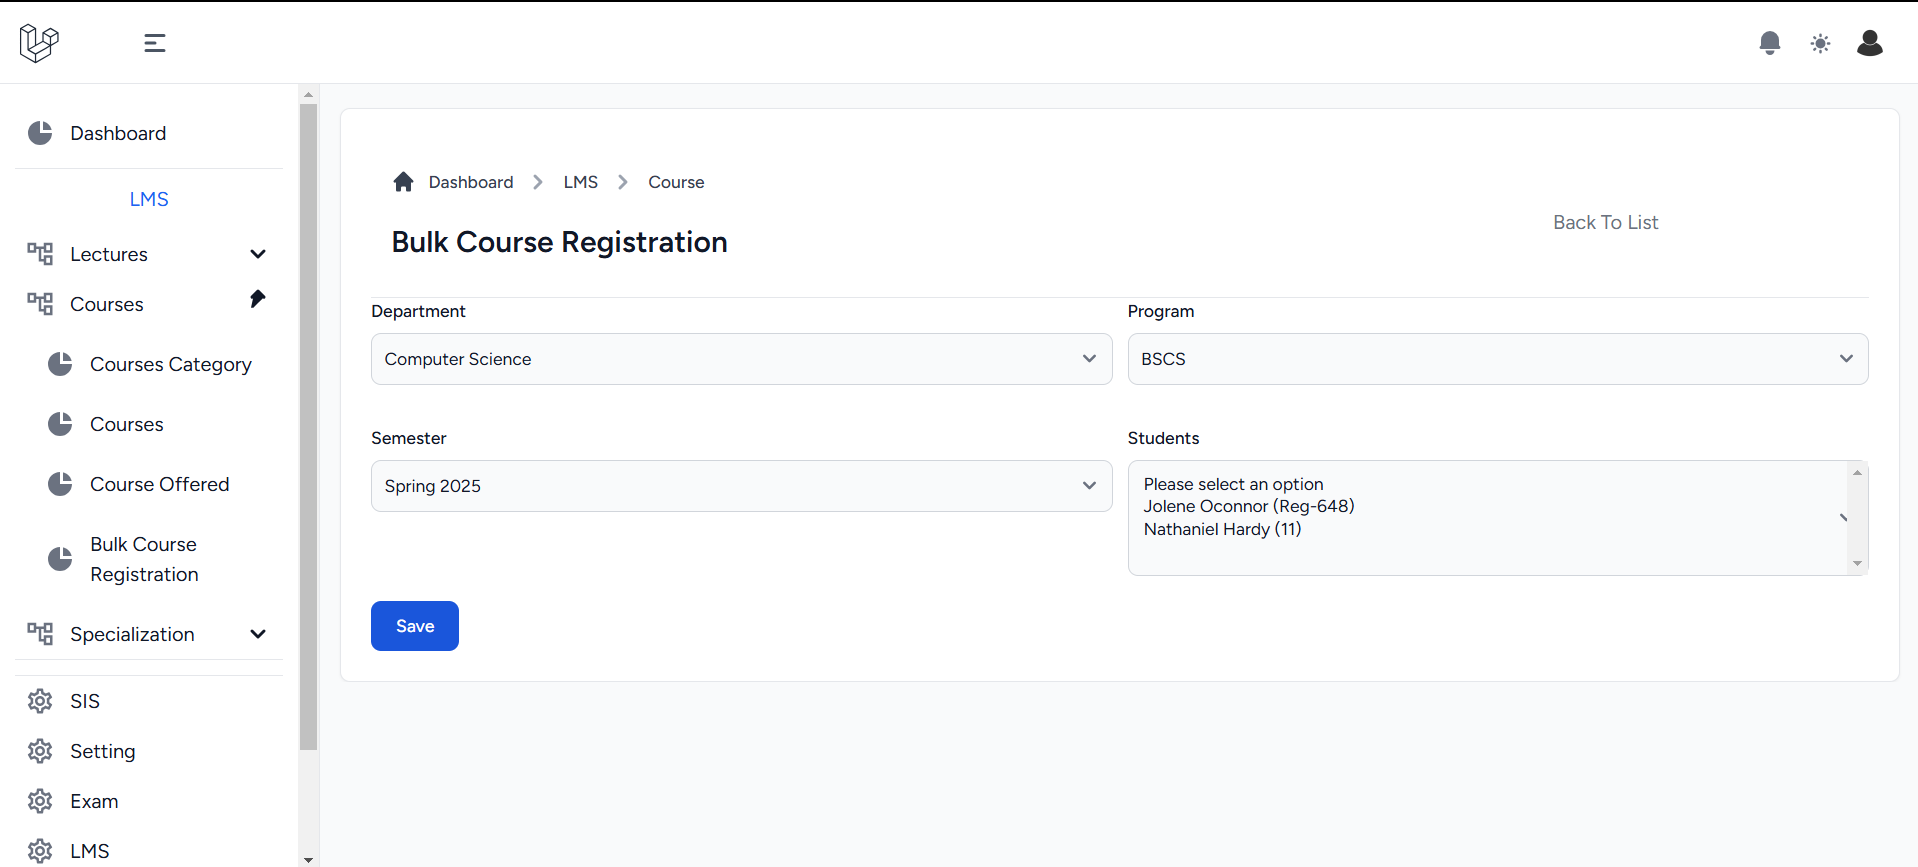 Dashboard
LMS
Lectures
Courses
Courses Category
Courses
Course Offered
Bulk Course
Registration
Specialization
SIS
Setting
Exam
LMS
Dashboard
LMS
Course
Bulk Course Registration
Back To List
Department
Computer Science
Program
BSCS
Semester
Spring 2025
Students
Please select an option
Jolene Oconnor (Reg-648)
Nathaniel Hardy (11)
Save